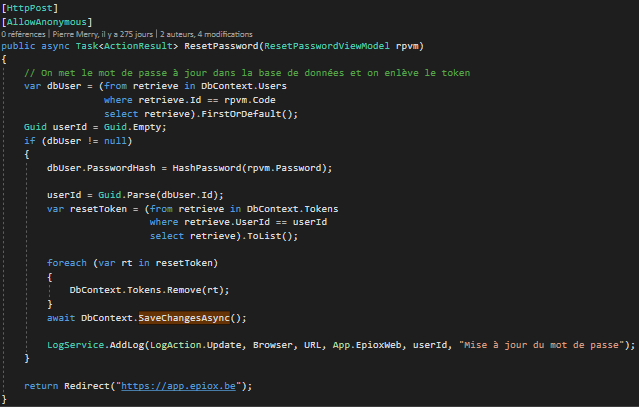 [HttpPost]
[AllowAnonymous]
0 références | Pierre Merry, il y a 275 jours | 2 auteurs, 4 modifications
public async Task<ActionResult> ResetPassword(ResetPasswordViewModel rpvm)
{
// On met le mot de passe à jour dans la base de données et on enlève le token
var dbUser = (from retrieve in DbContext.Users
where retrieve.Id == rpvm.Code
select retrieve).FirstOrDefault();
Guid userId = Guid.Empty;
if (dbUser != null)
{
dbUser.PasswordHash = HashPassword(rpvm.Password);
userId = Guid.Parse(dbUser.Id);
var resetToken = (from retrieve in DbContext.Tokens
where retrieve.UserId == userId
select retrieve).ToList();
foreach (var rt in resetToken)
{
DbContext.Tokens.Remove(rt);
}
await DbContext.SaveChangesAsync();
LogService.AddLog(LogAction.Update, Browser, URL, App.EpioxWeb, userId, "Mise à jour du mot de passe");
}
return Redirect("https://app.epiox.be");
}